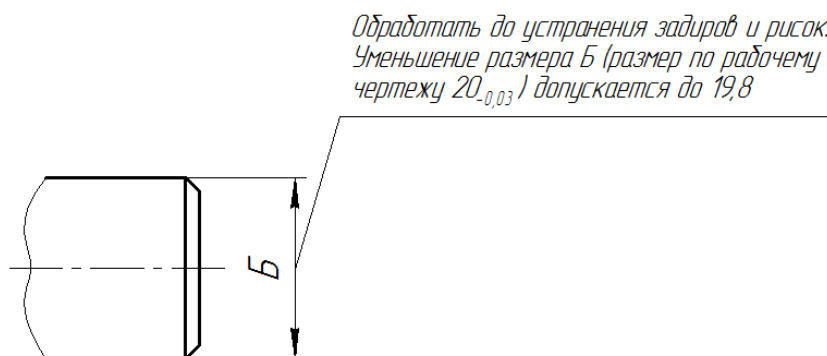 Обработать до устранения задиров и рисок.
Уменьшение размера Б (размер по рабочему
чертежу 20-0,03) допускается до 19,8
Б